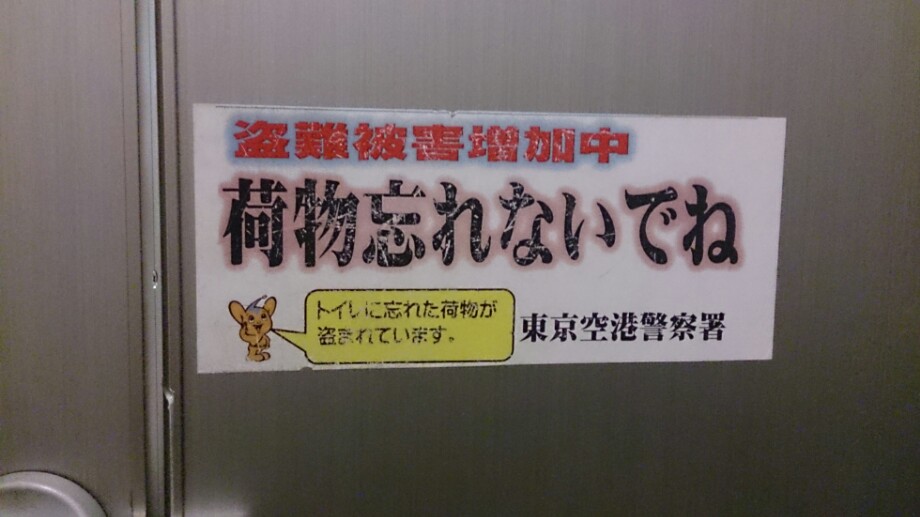 盗難被害増加中
荷物忘れないでね
トイレに忘れた荷物が
盗まれています。
東京空港警察署